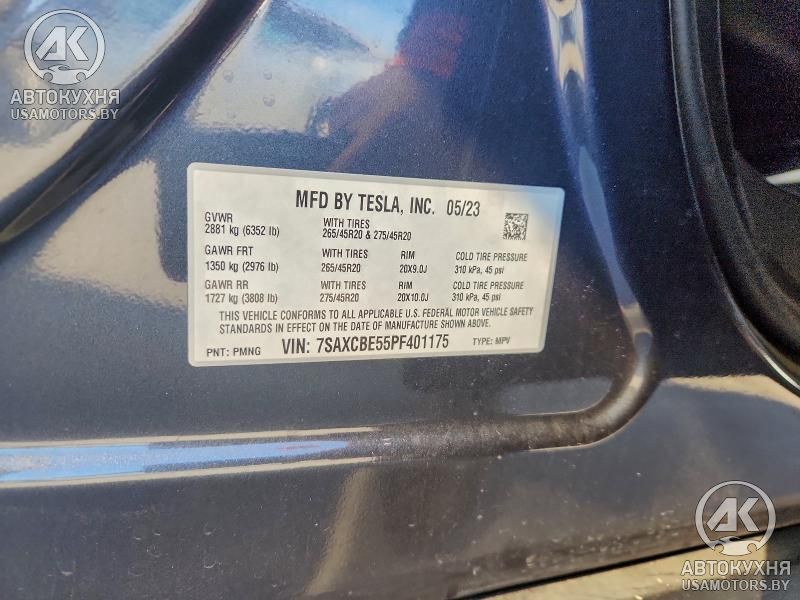 AK
АВТОКУХНЯ
USAMOTORS.BY
MFD BY TESLA, INC. 05/23
GVWR WITH TIRES
2881 kg (6352 lb) 265/45R20 & 275/45R20
GAWR FRT WITH TIRES RIM COLD TIRE PRESSURE
1350 kg (2976 lb) 265/45R20 20X9.0J 310 kPa, 45 psi
GAWR RR WITH TIRES RIM COLD TIRE PRESSURE
1727 kg (3808 lb) 275/45R20 20X10.0J 310 kPa, 45 psi
THIS VEHICLE CONFORMS TO ALL APPLICABLE U.S. FEDERAL MOTOR VEHICLE SAFETY
STANDARDS IN EFFECT ON THE DATE OF MANUFACTURE SHOWN ABOVE.
PNT: PMNG VIN: 7SAXCBE55PF401175 TYPE: MPV
AK
АВТОКУХНЯ
USAMOTORS.BY